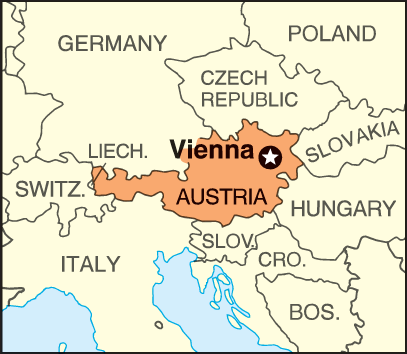 GERMANY
POLAND
CZECH
REPUBLIC
SLOVAKIA
LIECH.
Vienna
SWITZ.
AUSTRIA
HUNGARY
SLOV.
CRO.
ITALY
BOS.